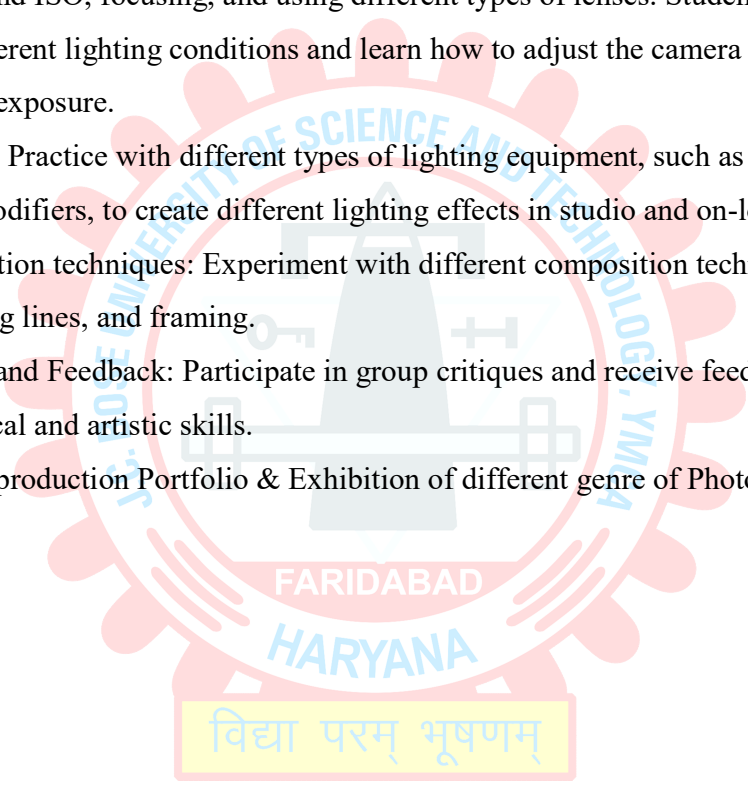 nd ISO, focusing, and using different types of lenses. Studen
erent lighting conditions and learn how to adjust the camera
exposure.
Practice with different types of lighting equipment, such as
odifiers, to create different lighting effects in studio and on-l
tion techniques: Experiment with different composition tech
g lines, and framing.
and Feedback: Participate in group critiques and receive feed
cal and artistic skills.
production Portfolio & Exhibition of different genre of Photo
J.C. BOSE UNIVERSITY OF SCIENCE AND TECHNOLOGY, YMCA
FARIDABAD
HARYANA
विद्या परम् भूषणम्